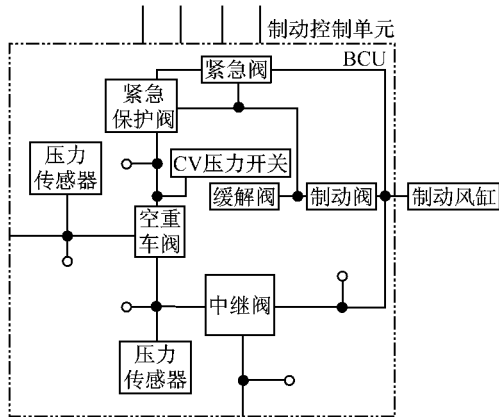 制动控制单元
BCU
紧急阀
紧急
保护阀
压力
传感器
CV压力开关
缓解阀
制动阀
制动风缸
空重
车阀
中继阀
压力
传感器